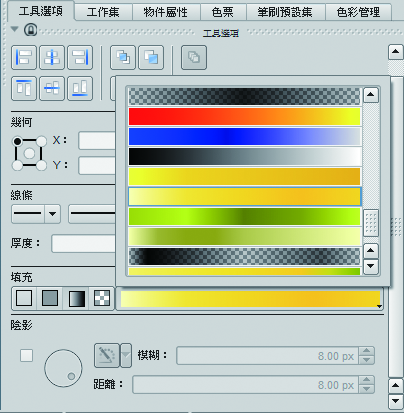 工具選項 工作集 物件屬性 色票 筆刷預設集 色彩管理
工具選項
幾何
X：
Y：
線條
厚度：
填充
陰影
模糊： 8.00 px
距離： 8.00 px